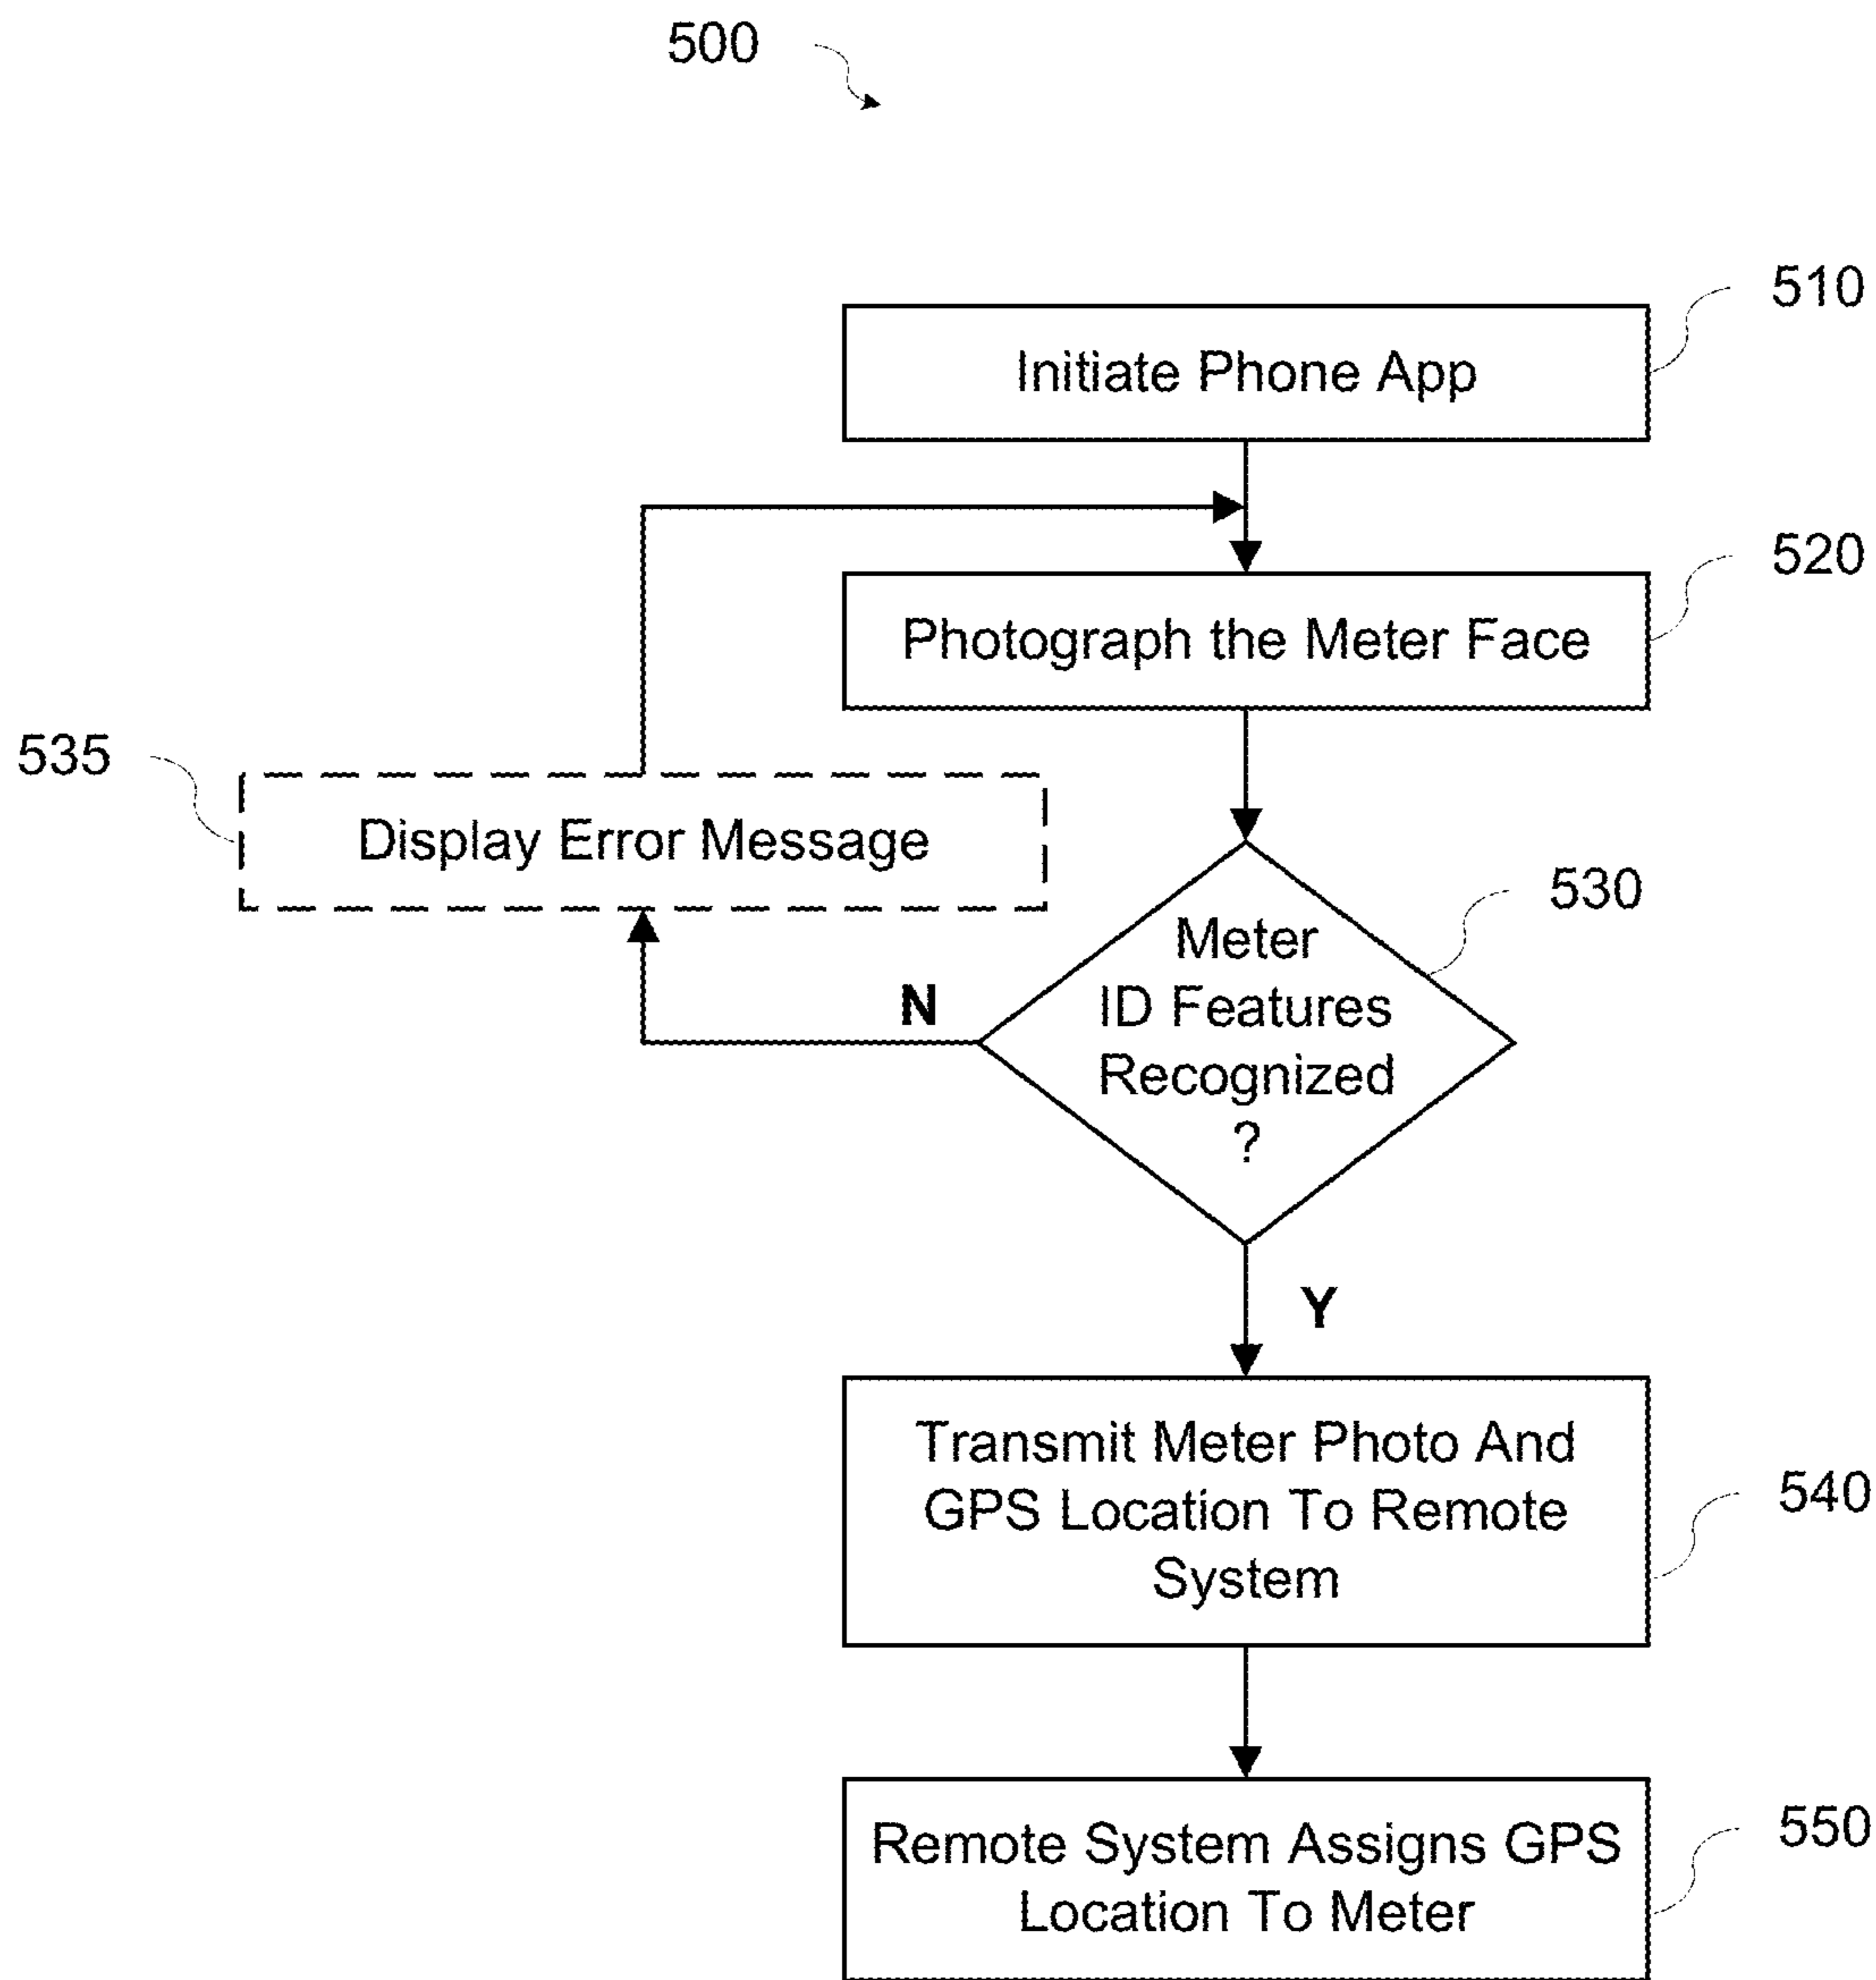 500
510
Initiate Phone App
520
Photograph the Meter Face
535
Display Error Message
530
Meter
ID Features
Recognized
?
N
Y
Transmit Meter Photo And
GPS Location To Remote
System
540
Remote System Assigns GPS
Location To Meter
550